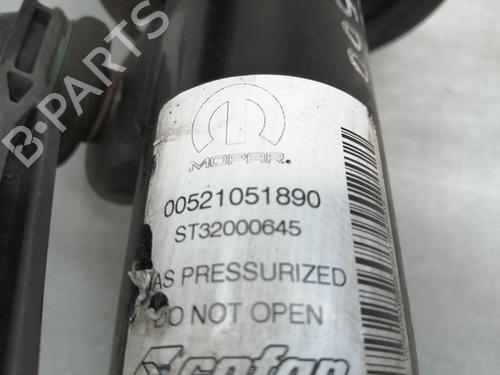 B-PARTS
MOPAR®
00521051890
ST32000645
AS PRESSURIZED
DO NOT OPEN